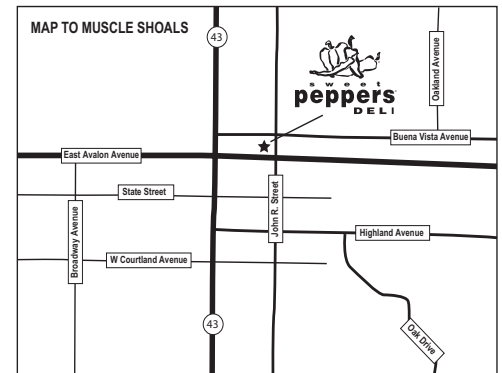 MAP TO MUSCLE SHOALS
43
sweet
peppers
DELI
Oakland Avenue
Buena Vista Avenue
East Avalon Avenue
State Street
John R. Street
Broadway Avenue
Highland Avenue
W Courtland Avenue
43
Oak Drive